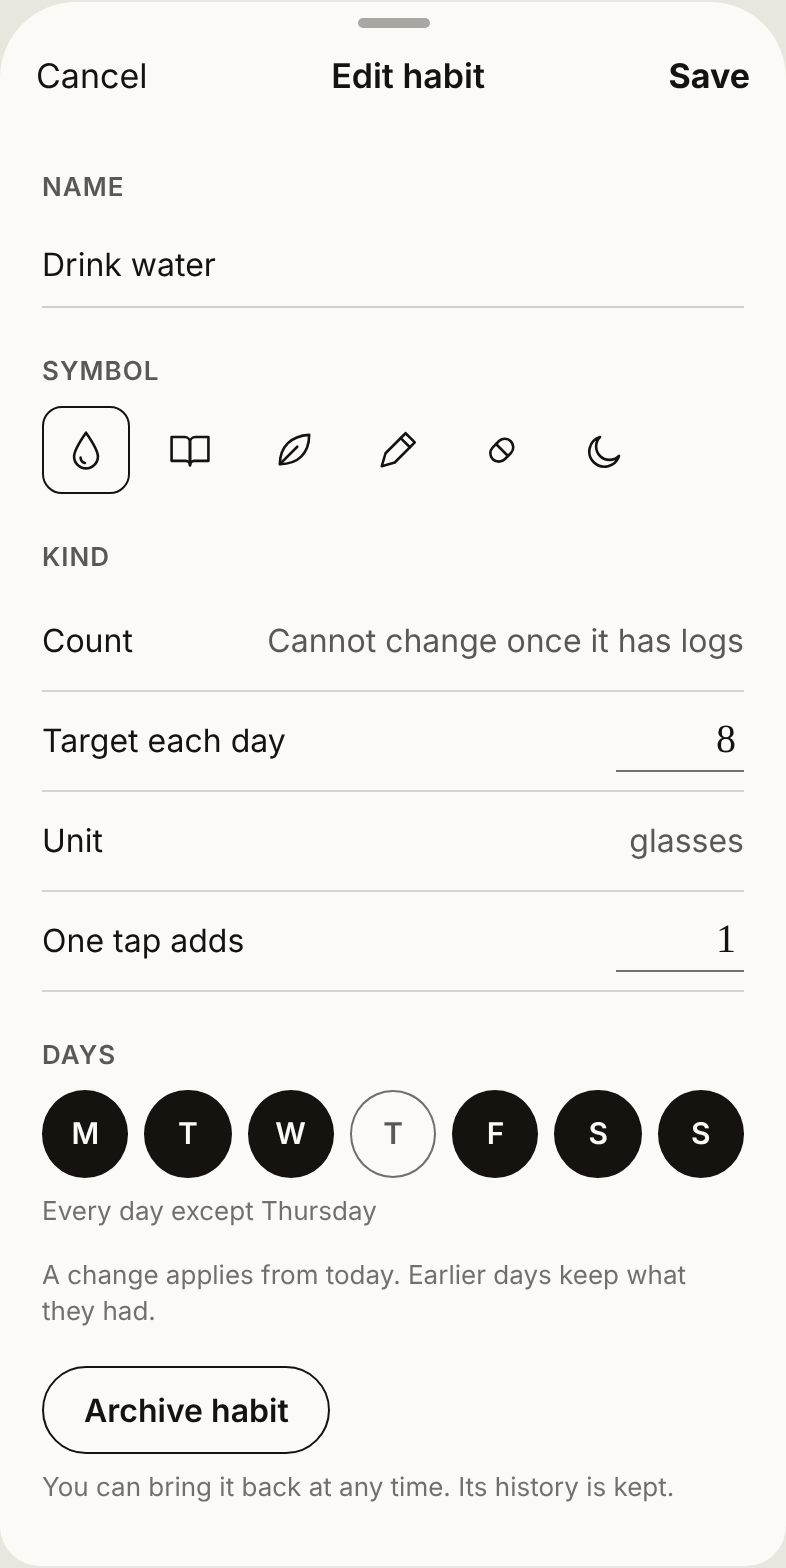 Cancel Edit habit Save
NAME
Drink water
SYMBOL
KIND
Count Cannot change once it has logs
Target each day 8
Unit glasses
One tap adds 1
DAYS
M T W T F S S
Every day except Thursday
A change applies from today. Earlier days keep what
they had.
Archive habit
You can bring it back at any time. Its history is kept.